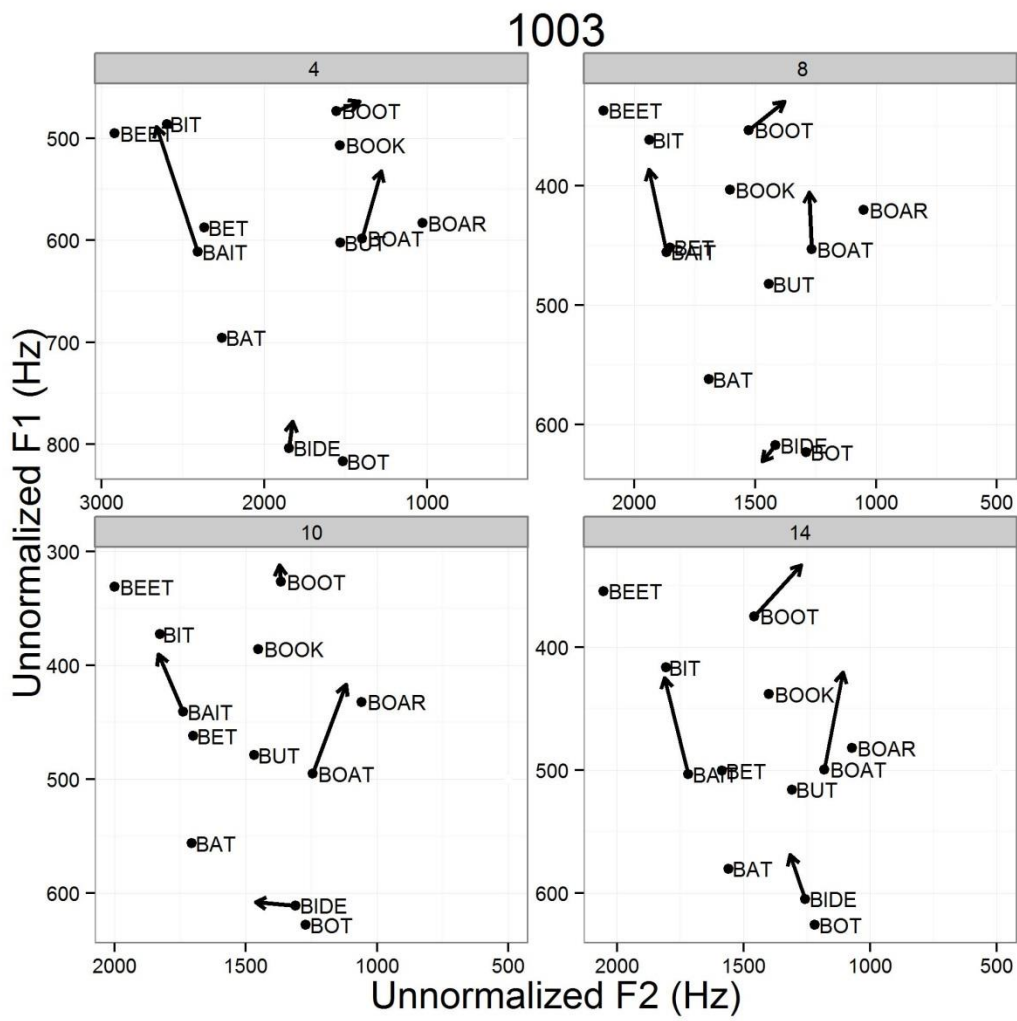 1003
4
8
BEET BIT BOOT
BOOK
BET BUT BOAT BOAR
BAIT
BAT
BIDE
BOT
500
600
700
800
3000 2000 1000
BEET
BOOT
BIT
BOOK
BOAR
BET
BAIT BOAT
BUT
BAT
BIDE
BOT
400
500
600
2000 1500 1000 500
10
14
BEET BOOT
BIT
BOOK
BAIT BOAR
BET
BUT
BOAT
BAT
BIDE
BOT
300
400
500
600
2000 1500 1000 500
BEET
BOOT
BIT
BOOK
BOAR
BAIT BET BOAT
BUT
BAT
BIDE
BOT
400
500
600
2000 1500 1000 500
Unnormalized F1 (Hz)
Unnormalized F2 (Hz)